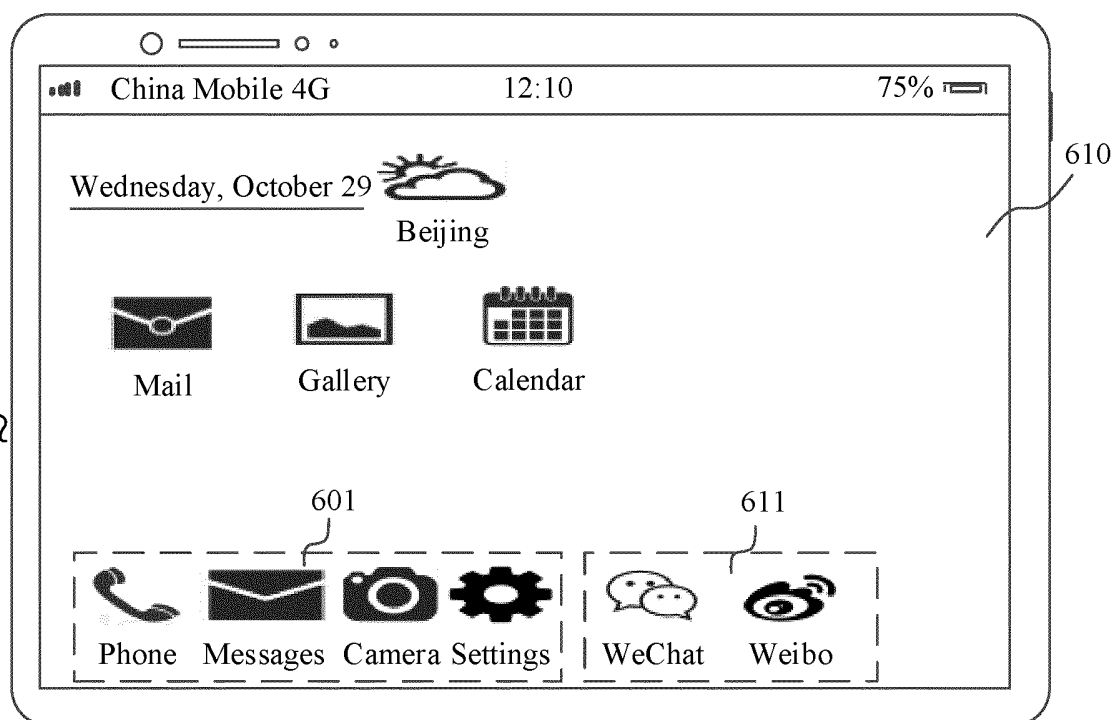 China Mobile 4G 12:10 75%
610
Wednesday, October 29
Beijing
Mail Gallery Calendar
601 611
Phone Messages Camera Settings WeChat Weibo